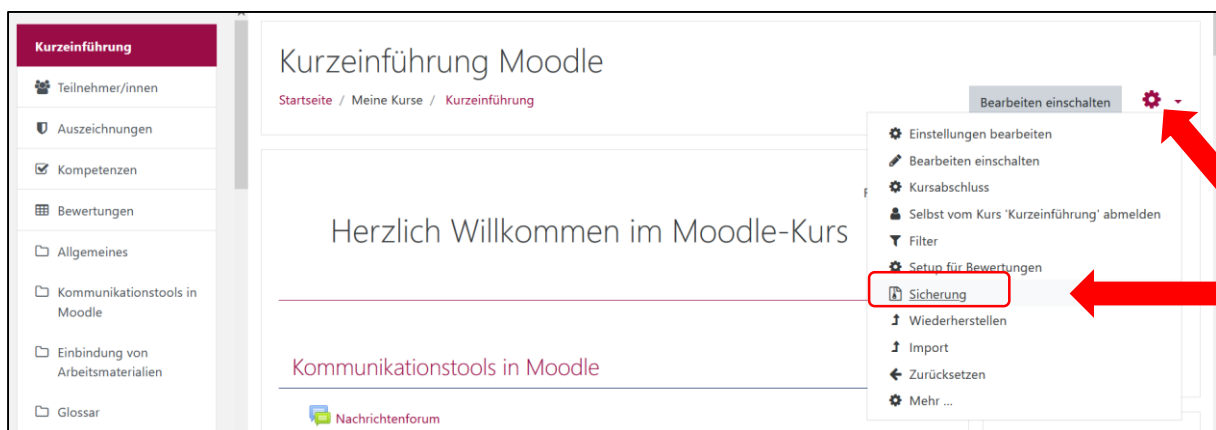 Kurzeinführung
Teilnehmer/innen
Auszeichnungen
Kompetenzen
Bewertungen
Allgemeines
Kommunikationstools in
Moodle
Einbindung von
Arbeitsmaterialien
Glossar
Kurzeinführung Moodle
Startseite / Meine Kurse / Kurzeinführung
Bearbeiten einschalten
Einstellungen bearbeiten
Bearbeiten einschalten
Kursabschluss
Selbst vom Kurs 'Kurzeinführung' abmelden
Filter
Setup für Bewertungen
Sicherung
Wiederherstellen
Import
Zurücksetzen
Mehr ...
Herzlich Willkommen im Moodle-Kurs
Kommunikationstools in Moodle
Nachrichtenforum